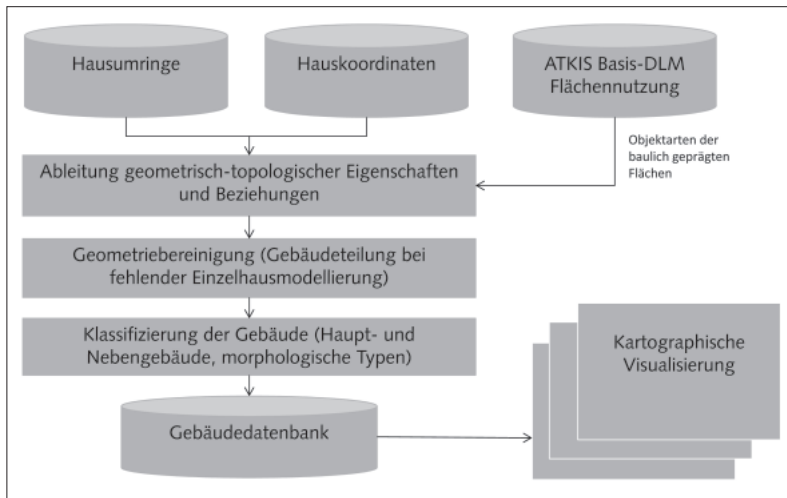 Hausumringe
Hauskoordinaten
ATKIS Basis-DLM
Flächennutzung
Objektarten der
baulich geprägten
Flächen
Ableitung geometrisch-topologischer Eigenschaften
und Beziehungen
Geometriebereinigung (Gebäudeteilung bei
fehlender Einzelhausmodellierung)
Klassifizierung der Gebäude (Haupt- und
Nebengebäude, morphologische Typen)
Kartographische
Visualisierung
Gebäudedatenbank